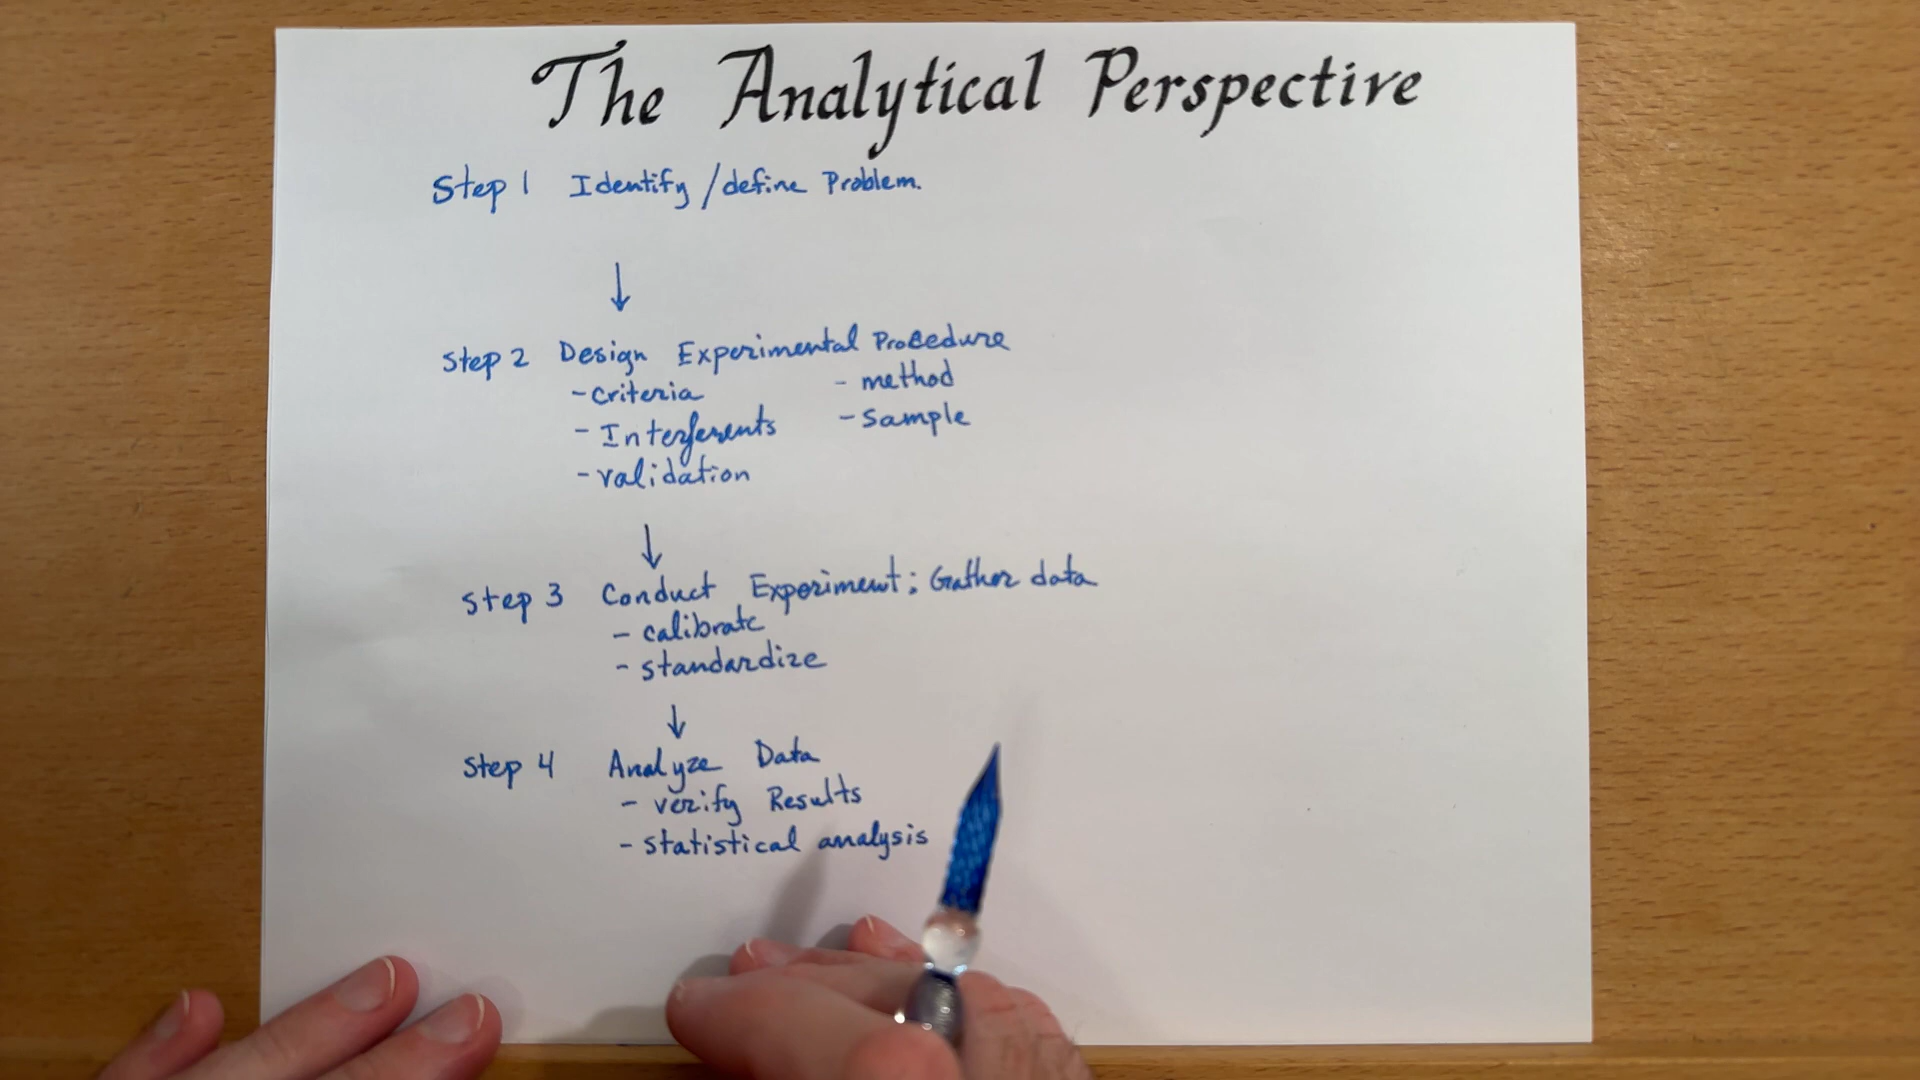 The Analytical Perspective
Step 1 Identify/define Problem.
↓
Step 2 Design Experimental Procedure
- criteria - method
- Interferents - Sample
- validation
↓
Step 3 Conduct Experiment; Gather data
- calibrate
- standardize
↓
Step 4 Analyze Data
- verify Results
- statistical analysis